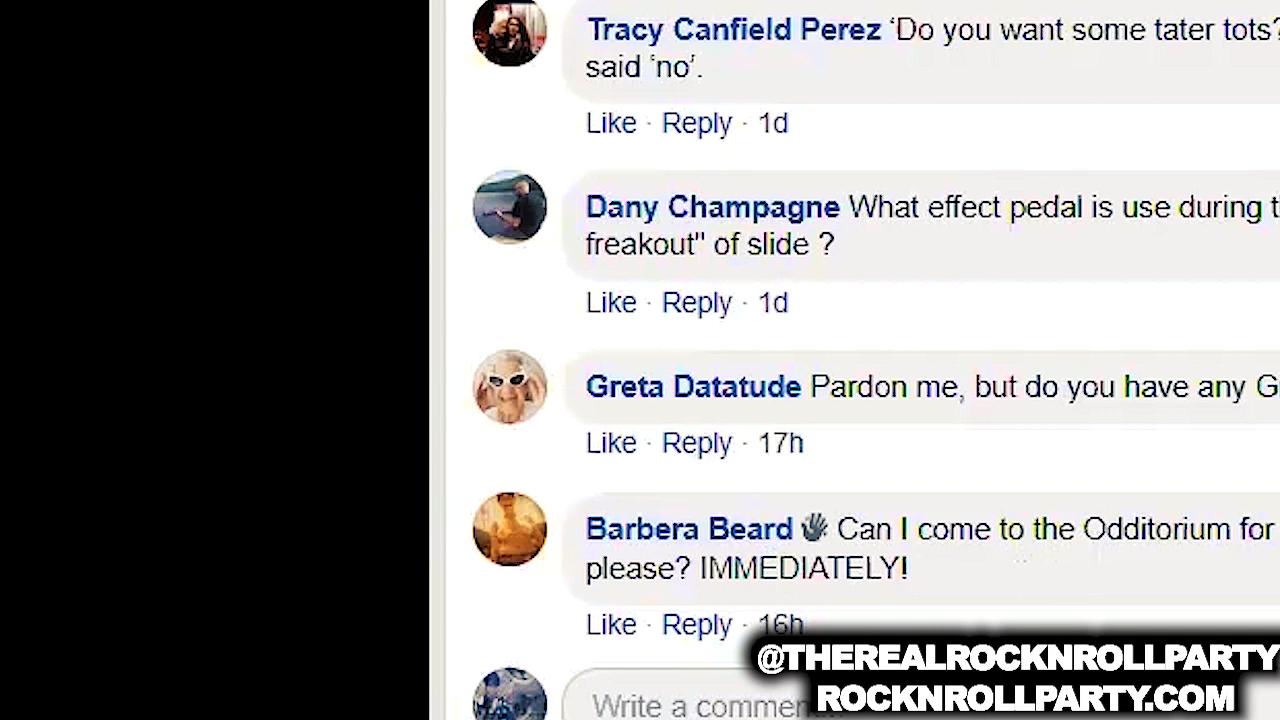 Tracy Canfield Perez ‘Do you want some tater tots?
said ‘no’.
Like · Reply · 1d
Dany Champagne What effect pedal is use during t
freakout" of slide ?
Like · Reply · 1d
Greta Datatude Pardon me, but do you have any G
Like · Reply · 17h
Barbera Beard 👋 Can I come to the Odditorium for
please? IMMEDIATELY!
Like · Reply · 16h
@THEREALROCKNROLLPARTY
ROCKNROLLPARTY.COM
Write a commen